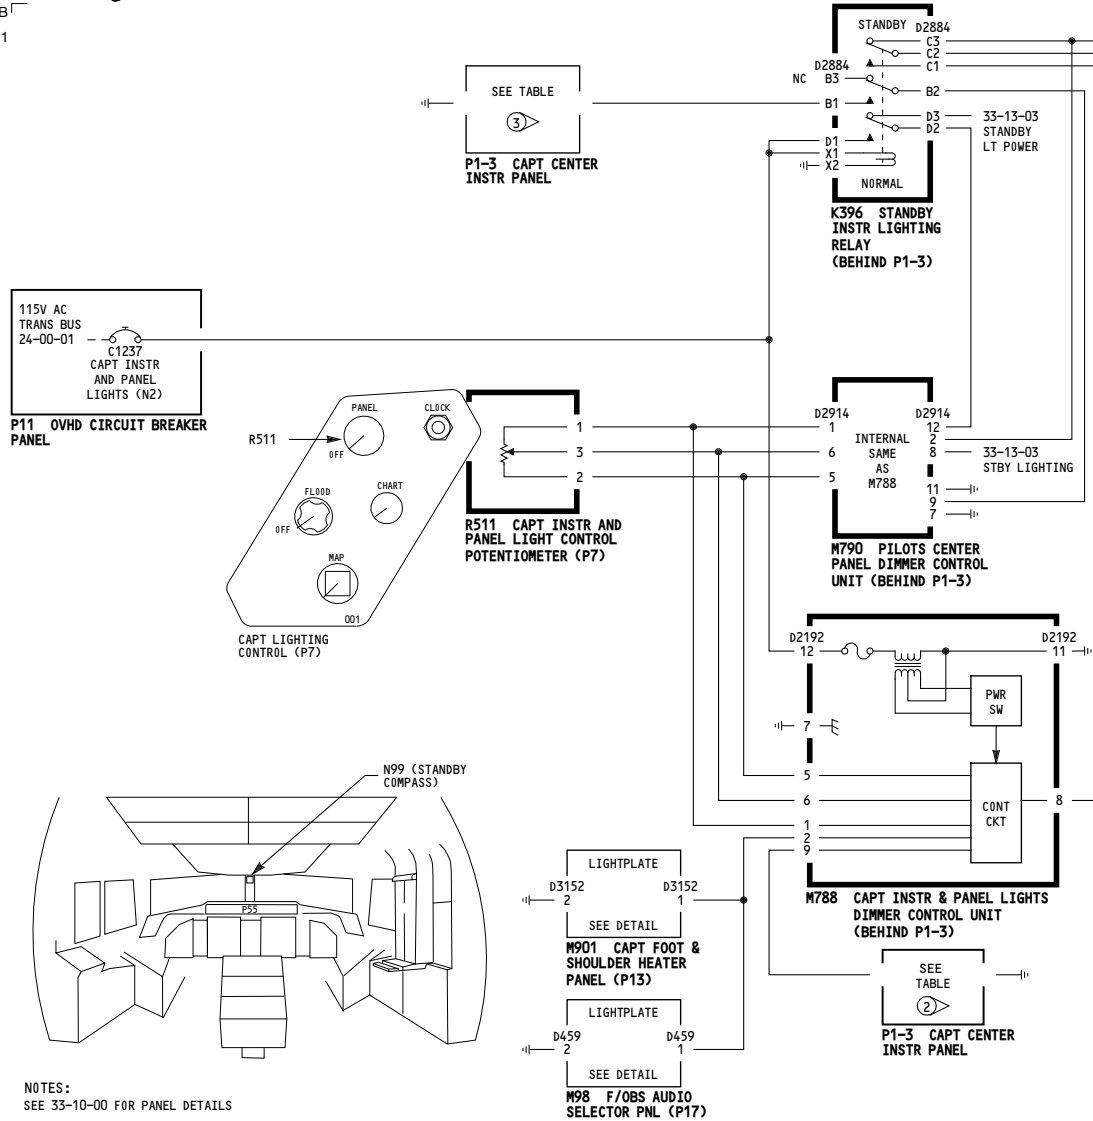 B
1
STANDBY
D2884
C3
C2
C1
D2884
NC B3
B2
B1
D3
D2
33-13-03
STANDBY
LT POWER
D1
X1
X2
NORMAL
K396 STANDBY
INSTR LIGHTING
RELAY
(BEHIND P1-3)
SEE TABLE
3
P1-3 CAPT CENTER
INSTR PANEL
115V AC
TRANS BUS
24-00-01
C1237
CAPT INSTR
AND PANEL
LIGHTS (N2)
P11 OVHD CIRCUIT BREAKER
PANEL
R511
PANEL
OFF
CLOCK
FLOOD
OFF
CHART
MAP
001
CAPT LIGHTING
CONTROL (P7)
1
3
2
R511 CAPT INSTR AND
PANEL LIGHT CONTROL
POTENTIOMETER (P7)
D2914
1
6
5
INTERNAL
SAME
AS
M788
D2914
12
2
8
11
9
7
33-13-03
STBY LIGHTING
M790 PILOTS CENTER
PANEL DIMMER CONTROL
UNIT (BEHIND P1-3)
D2192
12
D2192
11
PWR
SW
7
5
6
1
2
9
CONT
CKT
8
M788 CAPT INSTR & PANEL LIGHTS
DIMMER CONTROL UNIT
(BEHIND P1-3)
N99 (STANDBY
COMPASS)
P55
LIGHTPLATE
D3152
2
D3152
1
SEE DETAIL
M901 CAPT FOOT &
SHOULDER HEATER
PANEL (P13)
SEE
TABLE
2
P1-3 CAPT CENTER
INSTR PANEL
LIGHTPLATE
D459
2
D459
1
SEE DETAIL
M98 F/OBS AUDIO
SELECTOR PNL (P17)
NOTES:
SEE 33-10-00 FOR PANEL DETAILS